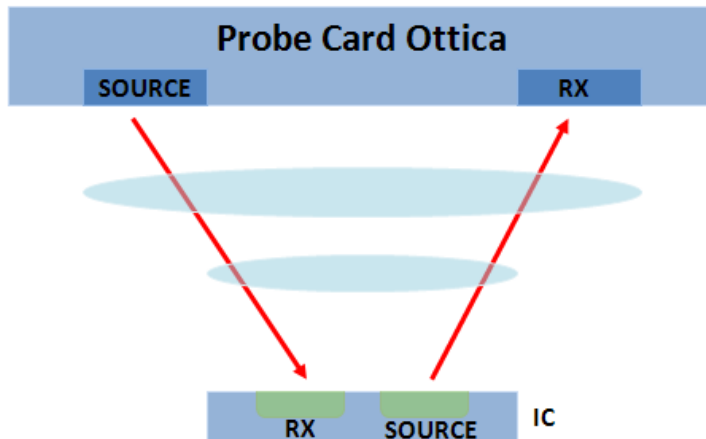 Probe Card Ottica
SOURCE
RX
RX
SOURCE
IC